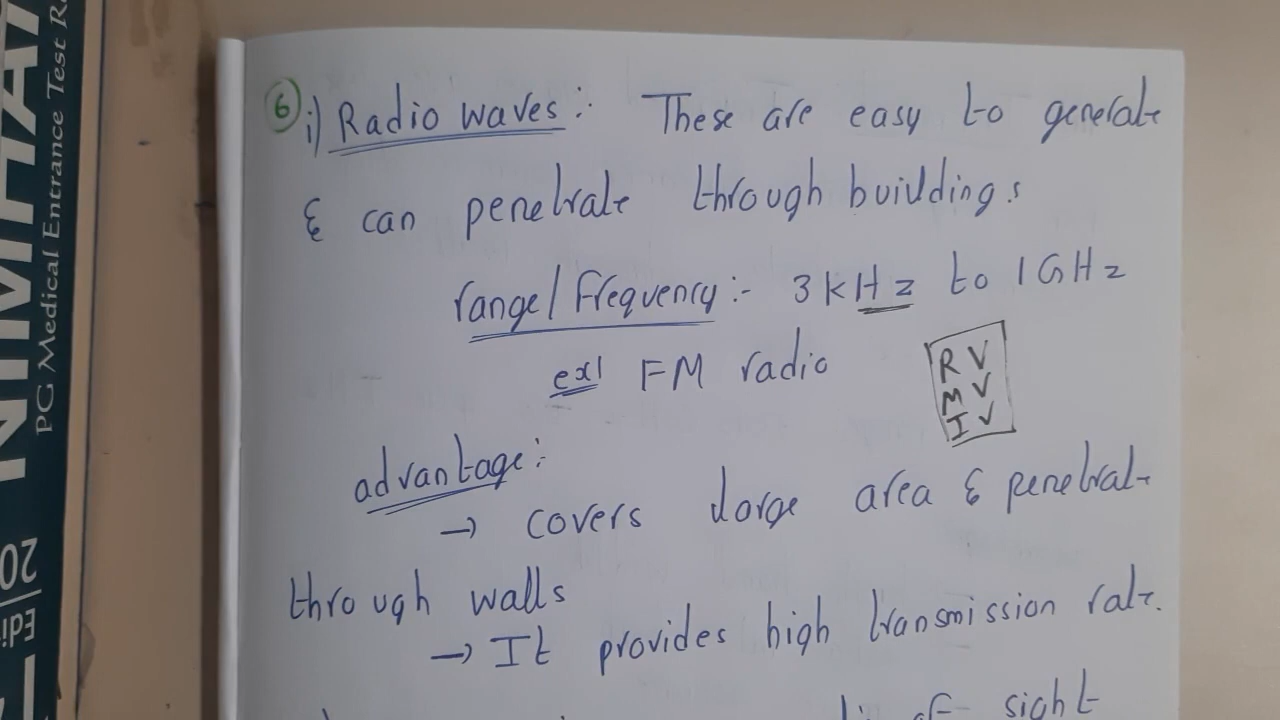 6 i) Radio waves: These are easy to generate
& can penetrate through buildings
range/frequency:- 3 kHz to 1 GHz
ex/ FM radio
R V
M V
I V
advantage:
→ covers large area & penetrate
through walls
→ It provides high transmission rate.
sight
PG Medical Entrance Test
20
Edi